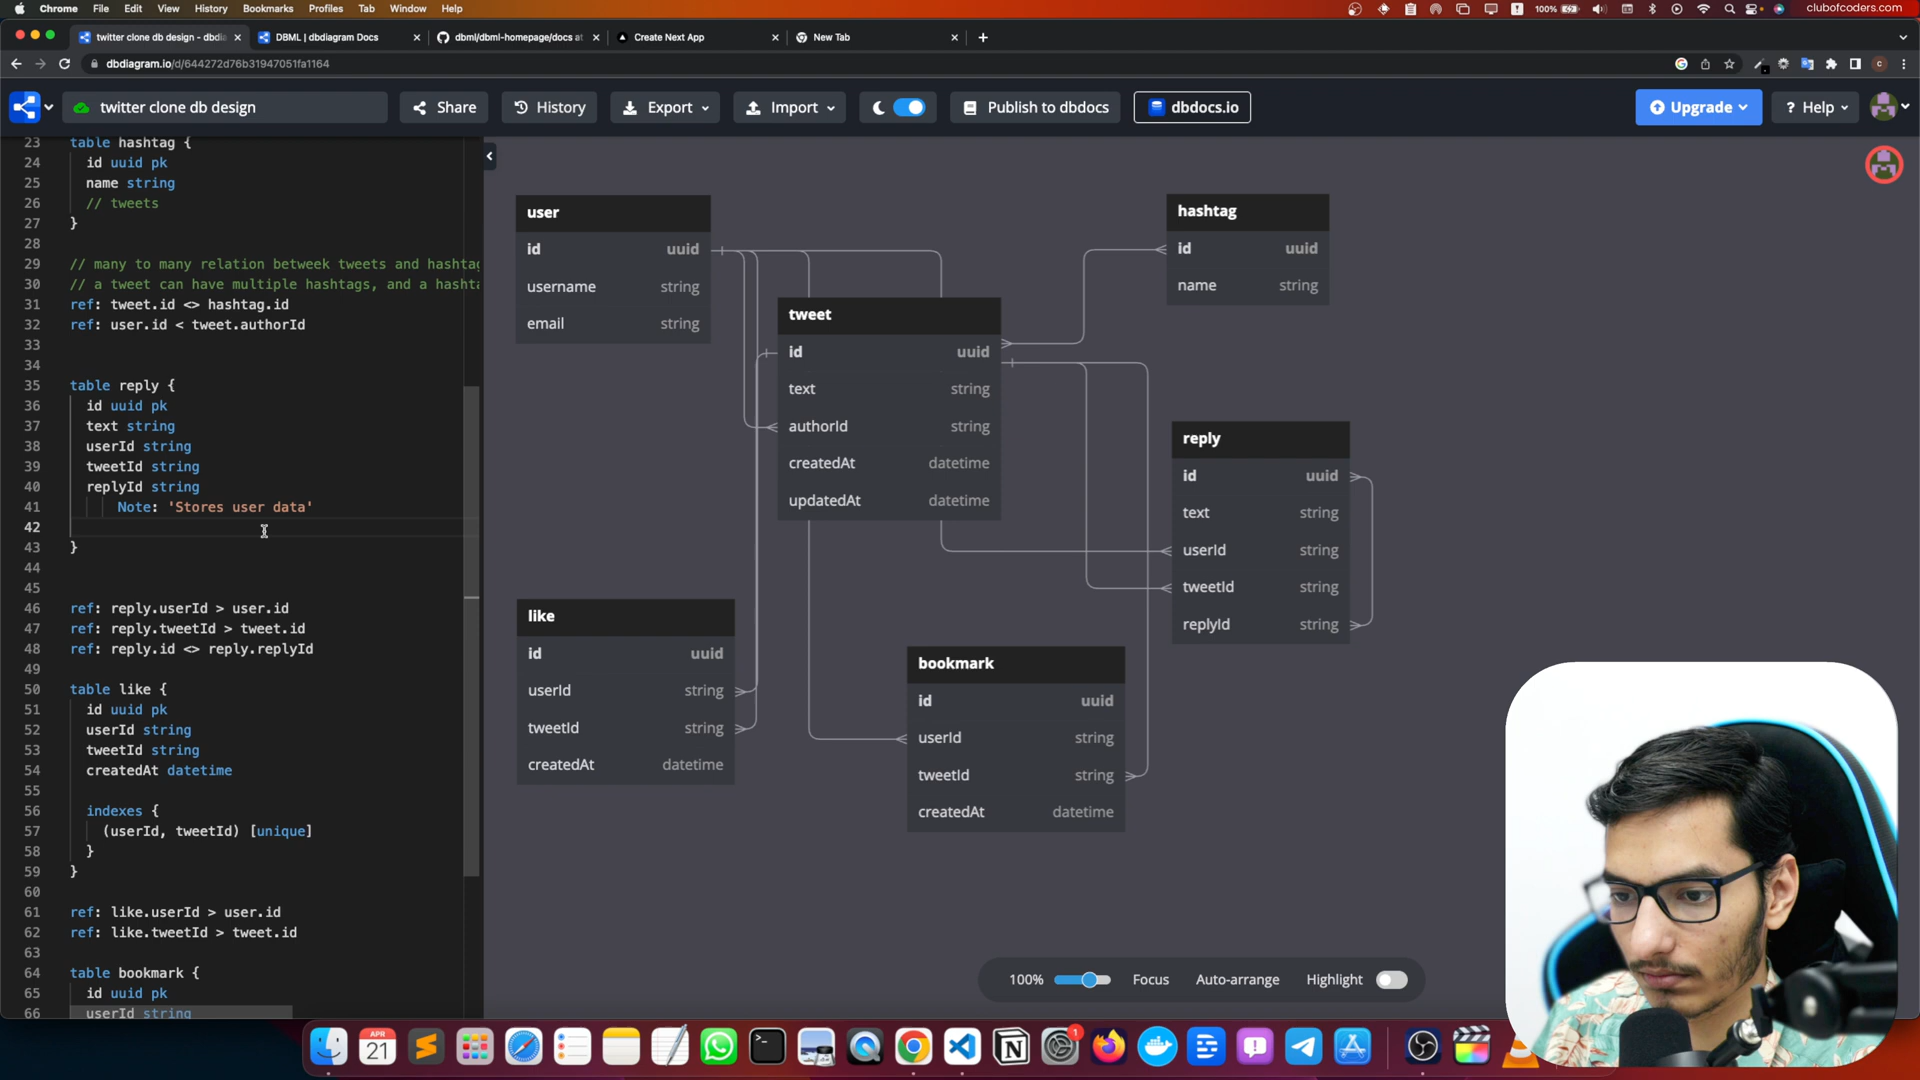 Chrome File Edit View History Bookmarks Profiles Tab Window Help 100% clubofcoders.com
twitter clone db design - dbdia
DBML | dbdiagram Docs
dbml/dbml-homepage/docs at
Create Next App
New Tab
dbdiagram.io/d/644272d76b31947051fa1164
twitter clone db design
Share
History
Export
Import
Publish to dbdocs
dbdocs.io
Upgrade
? Help
23 table hashtag {
24 id uuid pk
25 name string
26 // tweets
27 }
28
29 // many to many relation betweek tweets and hashtag
30 // a tweet can have multiple hashtags, and a hashta
31 ref: tweet.id <> hashtag.id
32 ref: user.id < tweet.authorId
33
34
35 table reply {
36 id uuid pk
37 text string
38 userId string
39 tweetId string
40 replyId string
41 Note: 'Stores user data'
42
43 }
44
45
46 ref: reply.userId > user.id
47 ref: reply.tweetId > tweet.id
48 ref: reply.id <> reply.replyId
49
50 table like {
51 id uuid pk
52 userId string
53 tweetId string
54 createdAt datetime
55
56 indexes {
57 (userId, tweetId) [unique]
58 }
59 }
60
61 ref: like.userId > user.id
62 ref: like.tweetId > tweet.id
63
64 table bookmark {
65 id uuid pk
66 userId string
user
id uuid
username string
email string
tweet
id uuid
text string
authorId string
createdAt datetime
updatedAt datetime
hashtag
id uuid
name string
reply
id uuid
text string
userId string
tweetId string
replyId string
like
id uuid
userId string
tweetId string
createdAt datetime
bookmark
id uuid
userId string
tweetId string
createdAt datetime
100% Focus Auto-arrange Highlight
APR
21
1